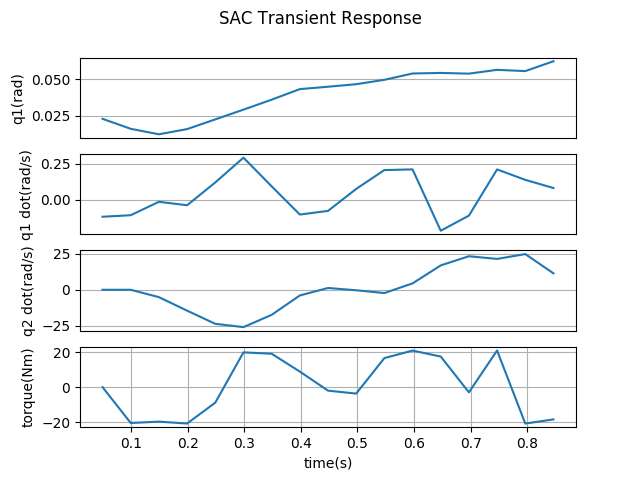 SAC Transient Response
0.050
0.025
q1(rad)
0.25
0.00
q1 dot(rad/s)
25
0
−25
q2 dot(rad/s)
20
0
−20
torque(Nm)
0.1 0.2 0.3 0.4 0.5 0.6 0.7 0.8
time(s)